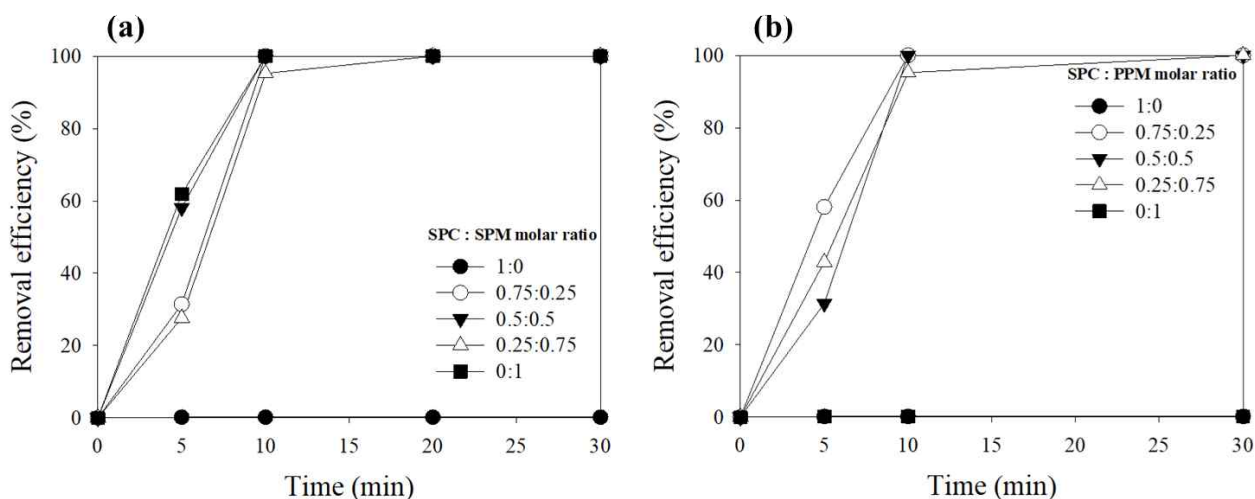 (a)
Removal efficiency (%)
100
80
60
40
20
0
SPC : SPM molar ratio
1:0
0.75:0.25
0.5:0.5
0.25:0.75
0:1
0 5 10 15 20 25 30
Time (min)
(b)
Removal efficiency (%)
100
80
60
40
20
0
SPC : PPM molar ratio
1:0
0.75:0.25
0.5:0.5
0.25:0.75
0:1
0 5 10 15 20 25 30
Time (min)